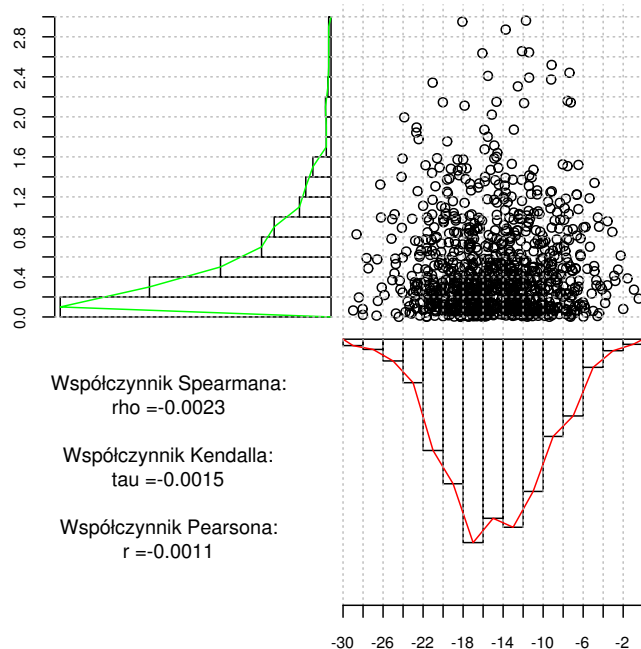 2.8
2.4
2.0
1.6
1.2
0.8
0.4
0.0
Współczynnik Spearmana:
rho =-0.0023
Współczynnik Kendalla:
tau =-0.0015
Współczynnik Pearsona:
r =-0.0011
-30 -26 -22 -18 -14 -10 -6 -2